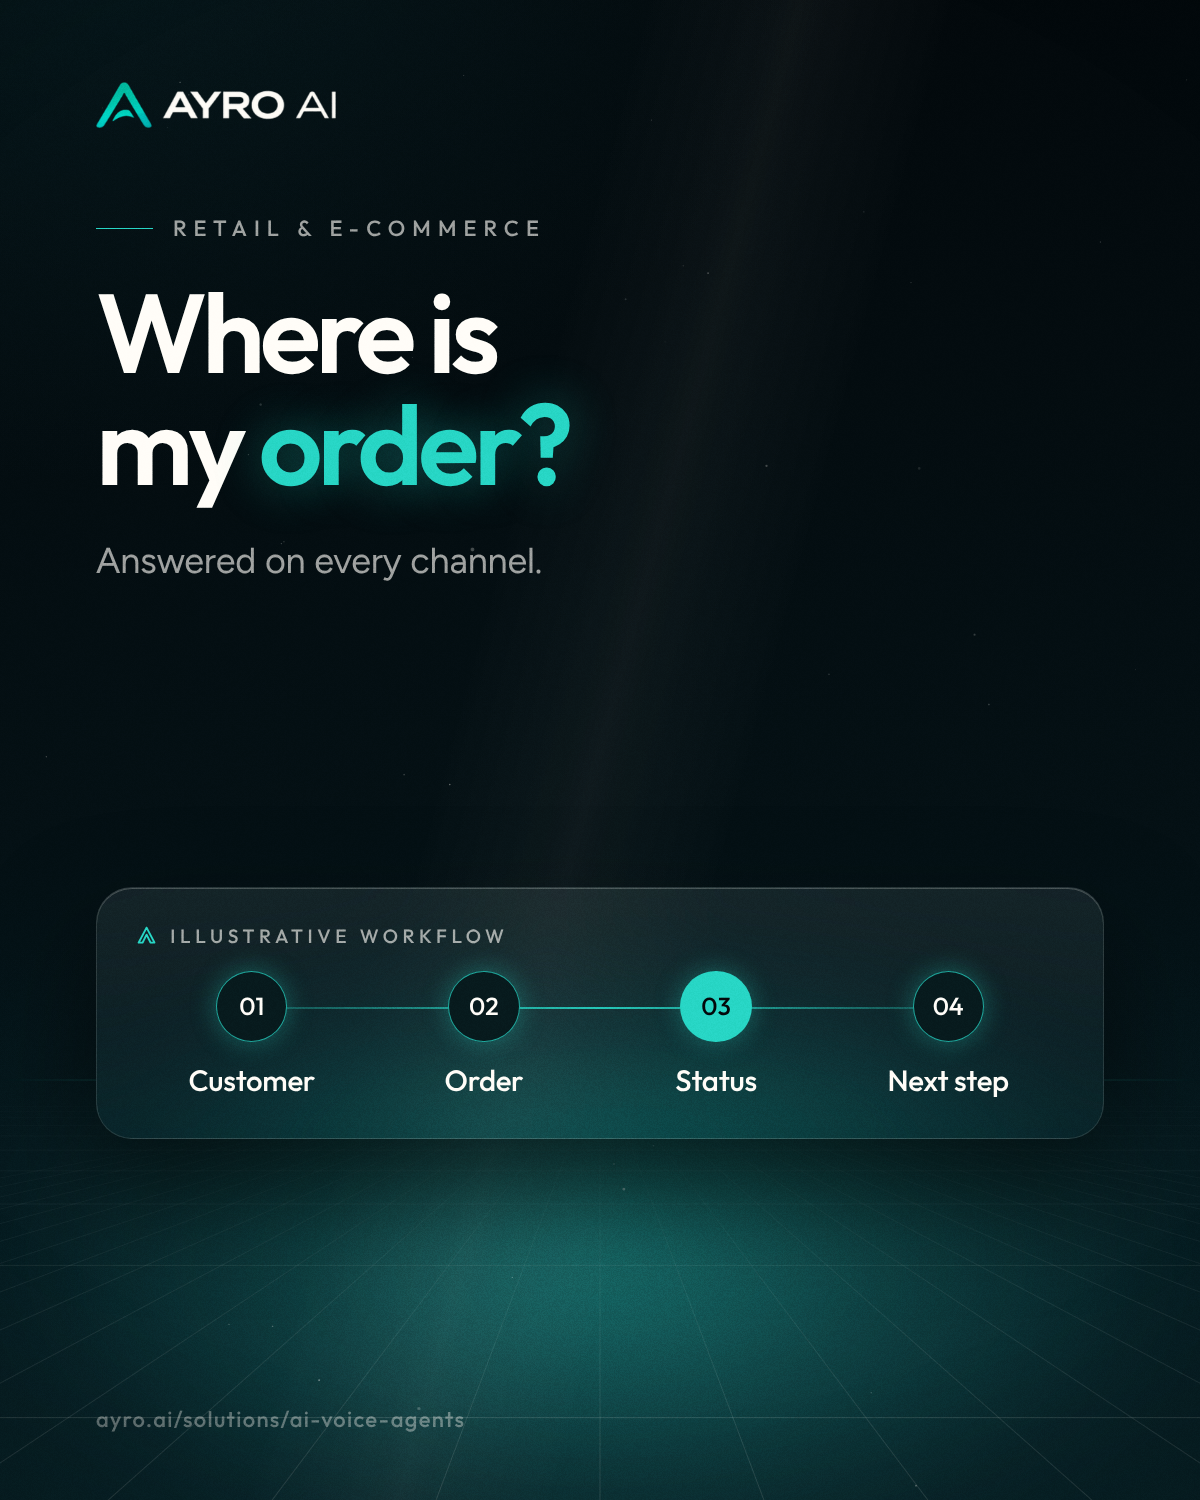 AYRO AI
RETAIL & E-COMMERCE
Where is
my order?
Answered on every channel.
ILLUSTRATIVE WORKFLOW
01 02 03 04
Customer Order Status Next step
ayro.ai/solutions/ai-voice-agents